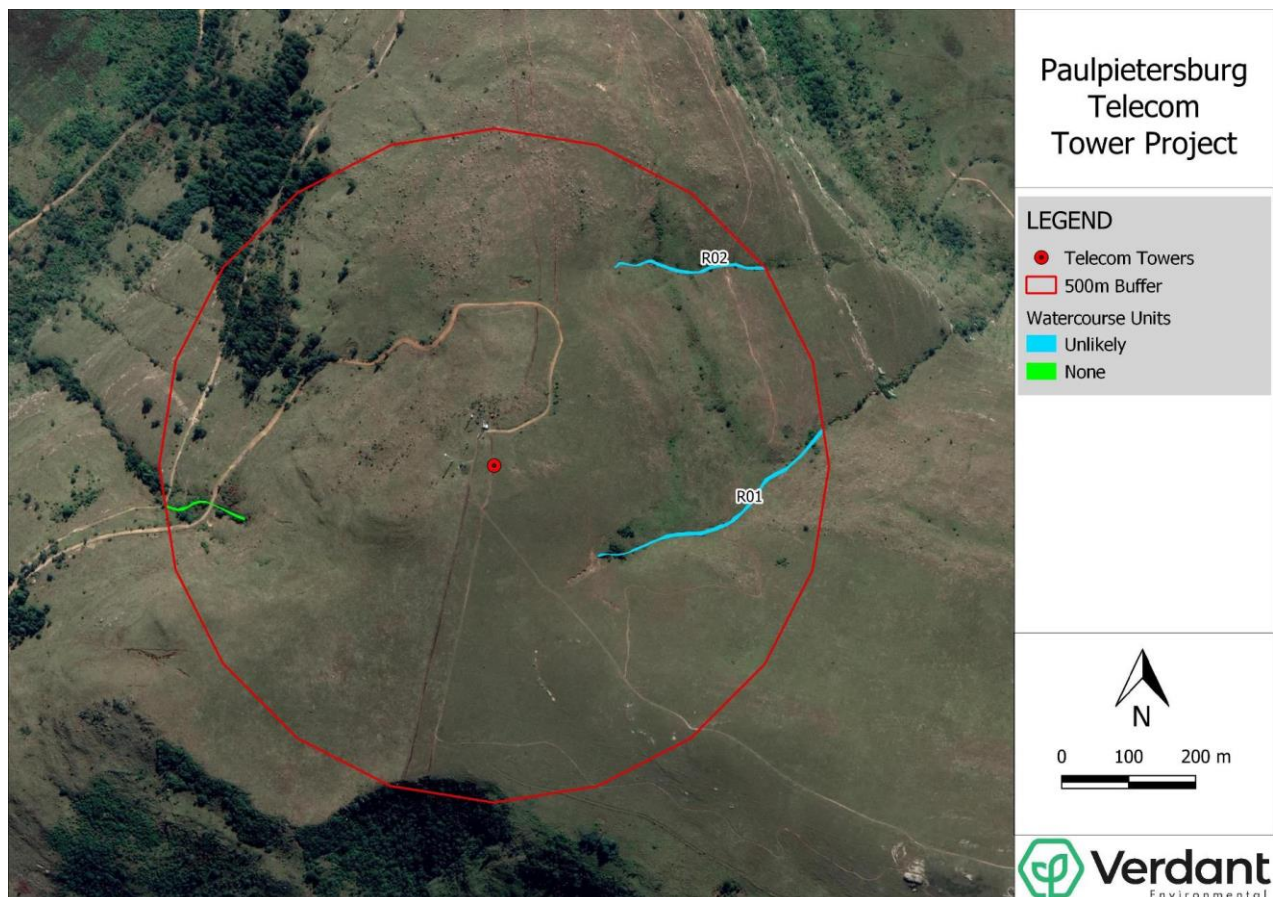 Paulpietersburg
Telecom
Tower Project
LEGEND
Telecom Towers
500m Buffer
Watercourse Units
Unlikely
None
R02
R01
N
0 100 200 m
Verdant
Environmental